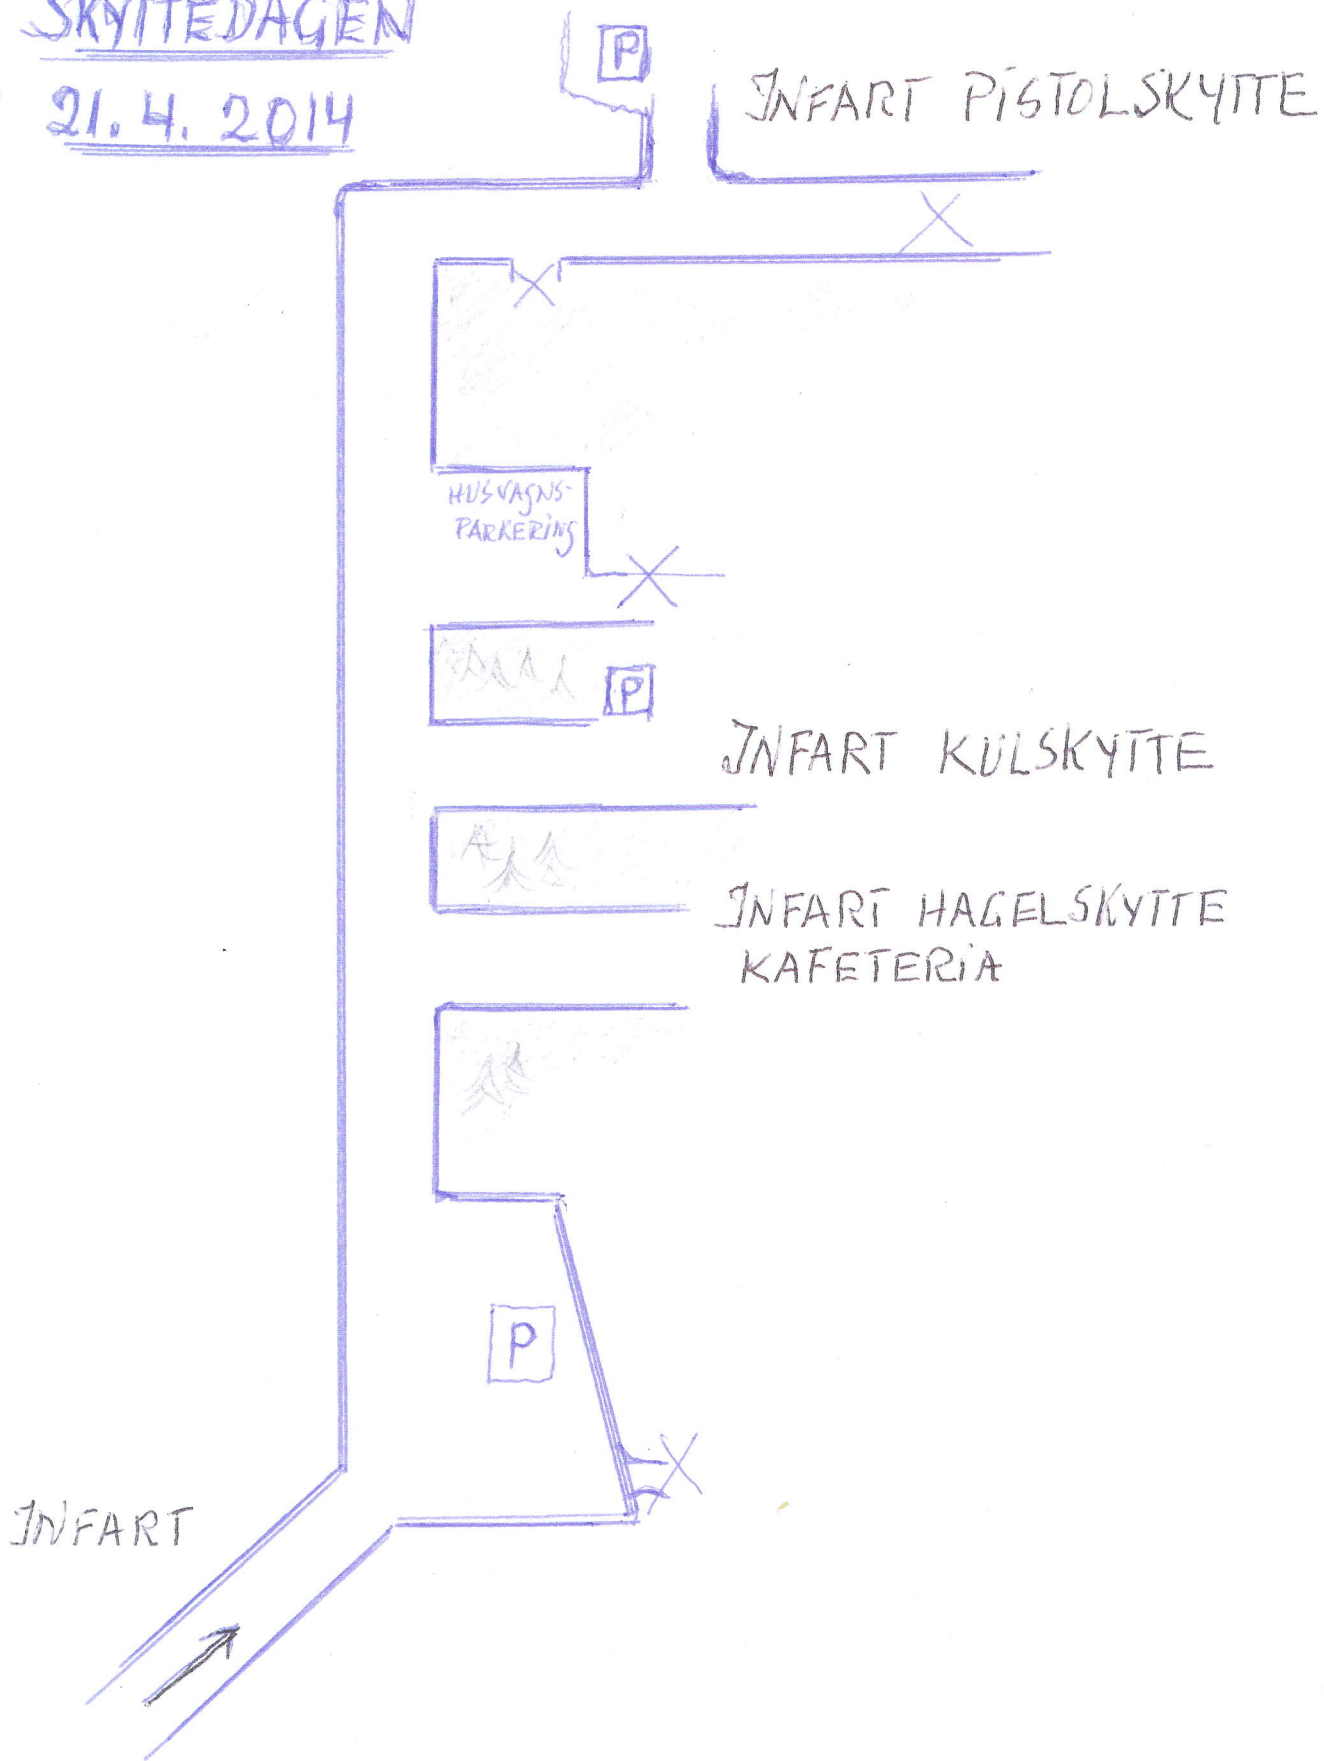 SKYTTEDAGEN
21.4.2014
P
INFART PISTOLSKYTTE
HUSVAGNS-
PARKERING
P
INFART KULSKYTTE
INFART HAGELSKYTTE
KAFETERIA
P
INFART